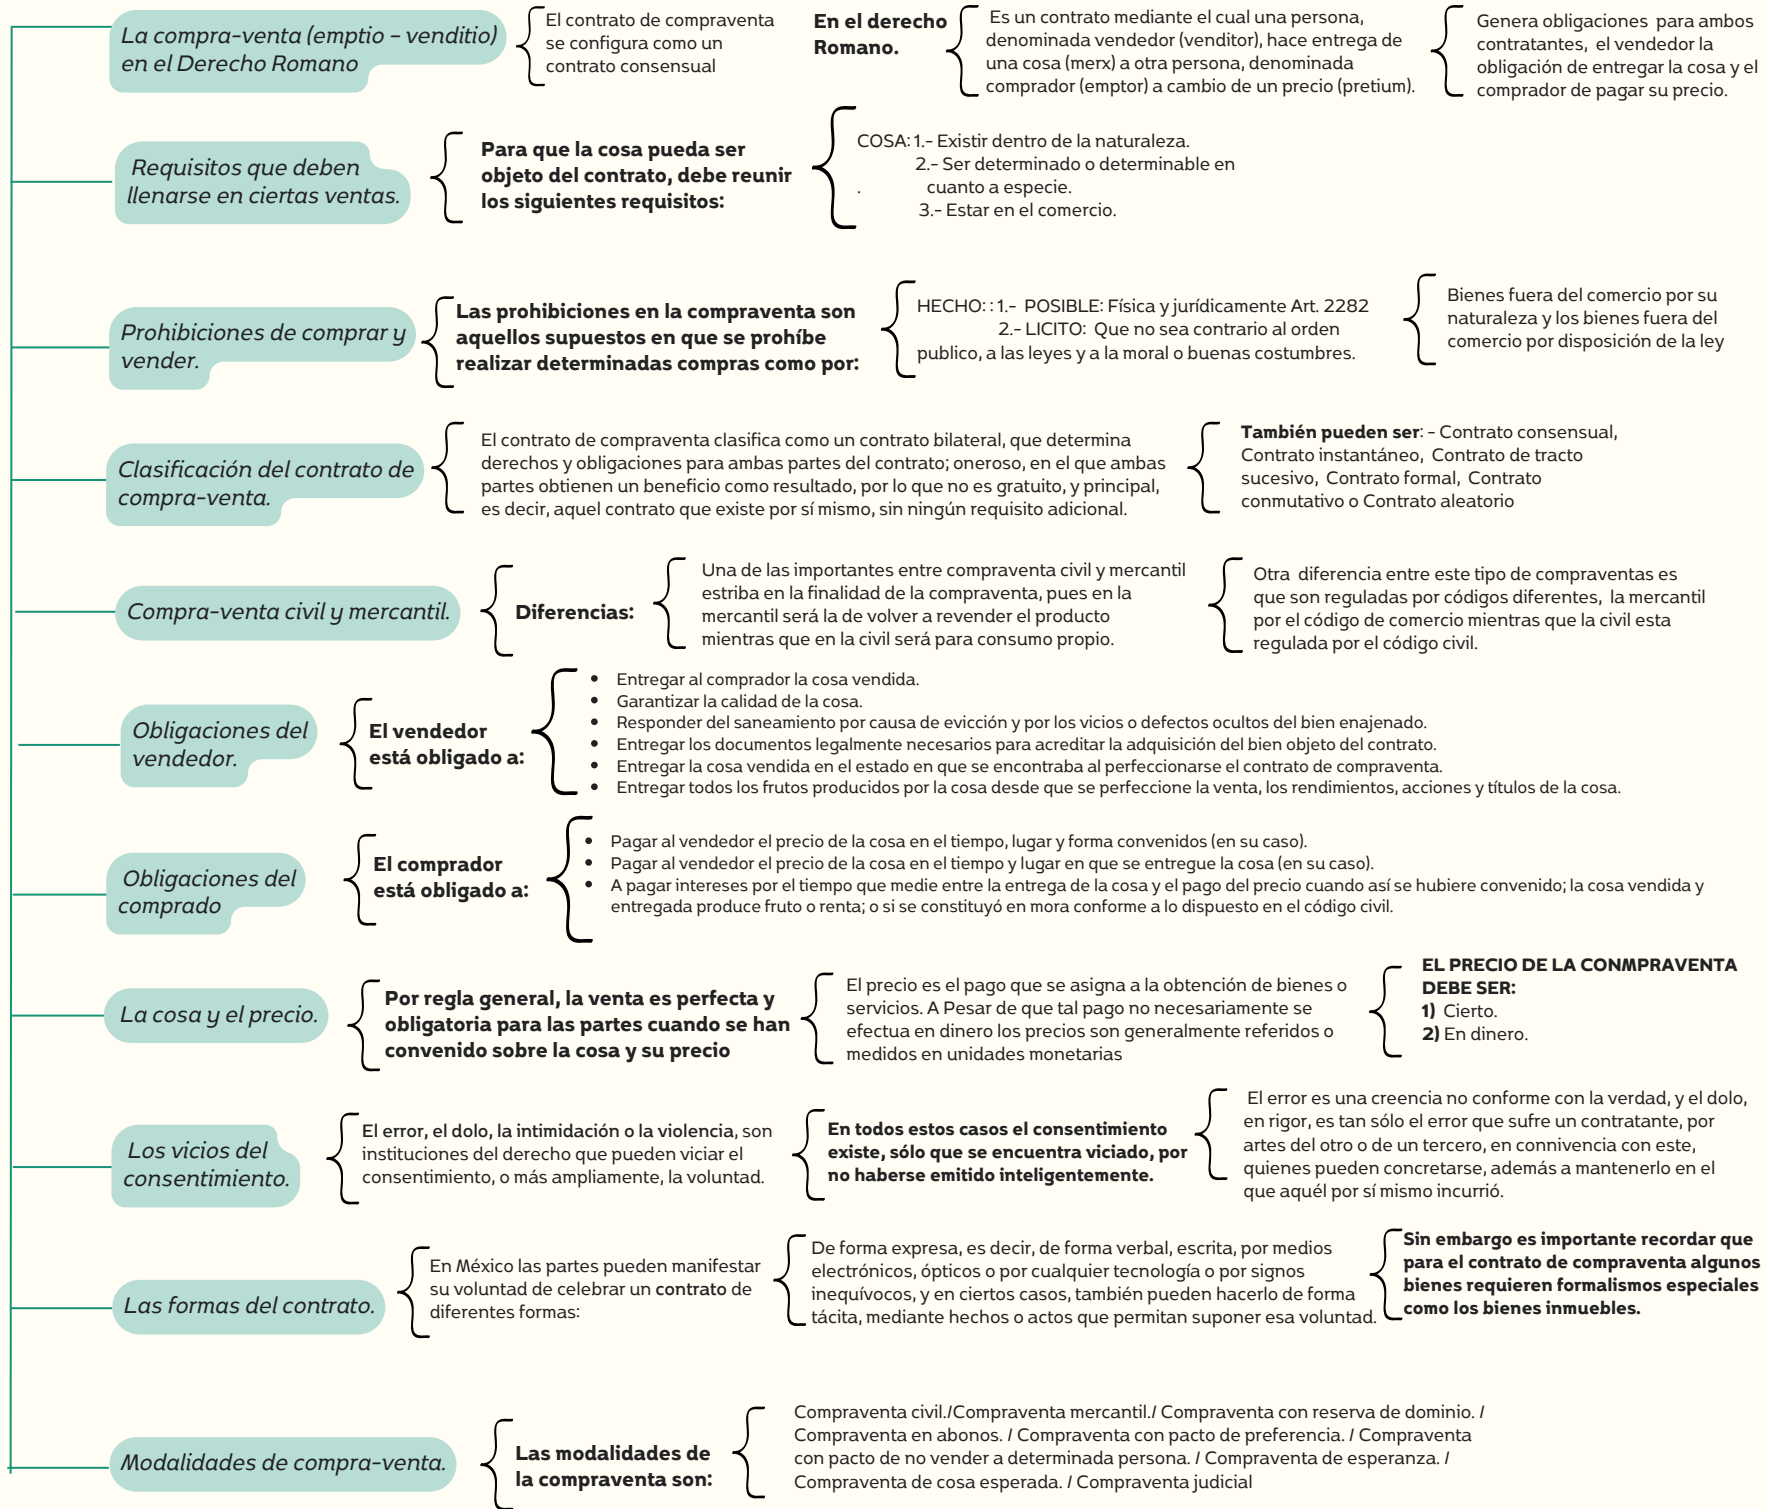 La compra-venta (emptio – venditio)
en el Derecho Romano
El contrato de compraventa
se configura como un
contrato consensual
En el derecho
Romano.
Es un contrato mediante el cual una persona,
denominada vendedor (venditor), hace entrega de
una cosa (merx) a otra persona, denominada
comprador (emptor) a cambio de un precio (pretium).
Genera obligaciones para ambos
contratantes, el vendedor la
obligación de entregar la cosa y el
comprador de pagar su precio.
Requisitos que deben
llenarse en ciertas ventas.
Para que la cosa pueda ser
objeto del contrato, debe reunir
los siguientes requisitos:
COSA: 1.- Existir dentro de la naturaleza.
2.- Ser determinado o determinable en
. cuanto a especie.
3.- Estar en el comercio.
Prohibiciones de comprar y
vender.
Las prohibiciones en la compraventa son
aquellos supuestos en que se prohíbe
realizar determinadas compras como por:
HECHO: : 1.- POSIBLE: Física y jurídicamente Art. 2282
2.- LICITO: Que no sea contrario al orden
publico, a las leyes y a la moral o buenas costumbres.
Bienes fuera del comercio por su
naturaleza y los bienes fuera del
comercio por disposición de la ley
Clasificación del contrato de
compra-venta.
El contrato de compraventa clasifica como un contrato bilateral, que determina
derechos y obligaciones para ambas partes del contrato; oneroso, en el que ambas
partes obtienen un beneficio como resultado, por lo que no es gratuito, y principal,
es decir, aquel contrato que existe por sí mismo, sin ningún requisito adicional.
También pueden ser: - Contrato consensual,
Contrato instantáneo, Contrato de tracto
sucesivo, Contrato formal, Contrato
conmutativo o Contrato aleatorio
Compra-venta civil y mercantil.
Diferencias:
Una de las importantes entre compraventa civil y mercantil
estriba en la finalidad de la compraventa, pues en la
mercantil será la de volver a revender el producto
mientras que en la civil será para consumo propio.
Otra diferencia entre este tipo de compraventas es
que son reguladas por códigos diferentes, la mercantil
por el código de comercio mientras que la civil esta
regulada por el código civil.
Obligaciones del
vendedor.
El vendedor
está obligado a:
• Entregar al comprador la cosa vendida.
• Garantizar la calidad de la cosa.
• Responder del saneamiento por causa de evicción y por los vicios o defectos ocultos del bien enajenado.
• Entregar los documentos legalmente necesarios para acreditar la adquisición del bien objeto del contrato.
• Entregar la cosa vendida en el estado en que se encontraba al perfeccionarse el contrato de compraventa.
• Entregar todos los frutos producidos por la cosa desde que se perfeccione la venta, los rendimientos, acciones y títulos de la cosa.
Obligaciones del
comprado
El comprador
está obligado a:
• Pagar al vendedor el precio de la cosa en el tiempo, lugar y forma convenidos (en su caso).
• Pagar al vendedor el precio de la cosa en el tiempo y lugar en que se entregue la cosa (en su caso).
• A pagar intereses por el tiempo que medie entre la entrega de la cosa y el pago del precio cuando así se hubiere convenido; la cosa vendida y
entregada produce fruto o renta; o si se constituyó en mora conforme a lo dispuesto en el código civil.
La cosa y el precio.
Por regla general, la venta es perfecta y
obligatoria para las partes cuando se han
convenido sobre la cosa y su precio
El precio es el pago que se asigna a la obtención de bienes o
servicios. A Pesar de que tal pago no necesariamente se
efectua en dinero los precios son generalmente referidos o
medidos en unidades monetarias
EL PRECIO DE LA CONMPRAVENTA
DEBE SER:
1) Cierto.
2) En dinero.
Los vicios del
consentimiento.
El error, el dolo, la intimidación o la violencia, son
instituciones del derecho que pueden viciar el
consentimiento, o más ampliamente, la voluntad.
En todos estos casos el consentimiento
existe, sólo que se encuentra viciado, por
no haberse emitido inteligentemente.
El error es una creencia no conforme con la verdad, y el dolo,
en rigor, es tan sólo el error que sufre un contratante, por
artes del otro o de un tercero, en connivencia con este,
quienes pueden concretarse, además a mantenerlo en el
que aquél por sí mismo incurrió.
Las formas del contrato.
En México las partes pueden manifestar
su voluntad de celebrar un contrato de
diferentes formas:
De forma expresa, es decir, de forma verbal, escrita, por medios
electrónicos, ópticos o por cualquier tecnología o por signos
inequívocos, y en ciertos casos, también pueden hacerlo de forma
tácita, mediante hechos o actos que permitan suponer esa voluntad.
Sin embargo es importante recordar que
para el contrato de compraventa algunos
bienes requieren formalismos especiales
como los bienes inmuebles.
Modalidades de compra-venta.
Las modalidades de
la compraventa son:
Compraventa civil./Compraventa mercantil./ Compraventa con reserva de dominio. /
Compraventa en abonos. / Compraventa con pacto de preferencia. / Compraventa
con pacto de no vender a determinada persona. / Compraventa de esperanza. /
Compraventa de cosa esperada. / Compraventa judicial